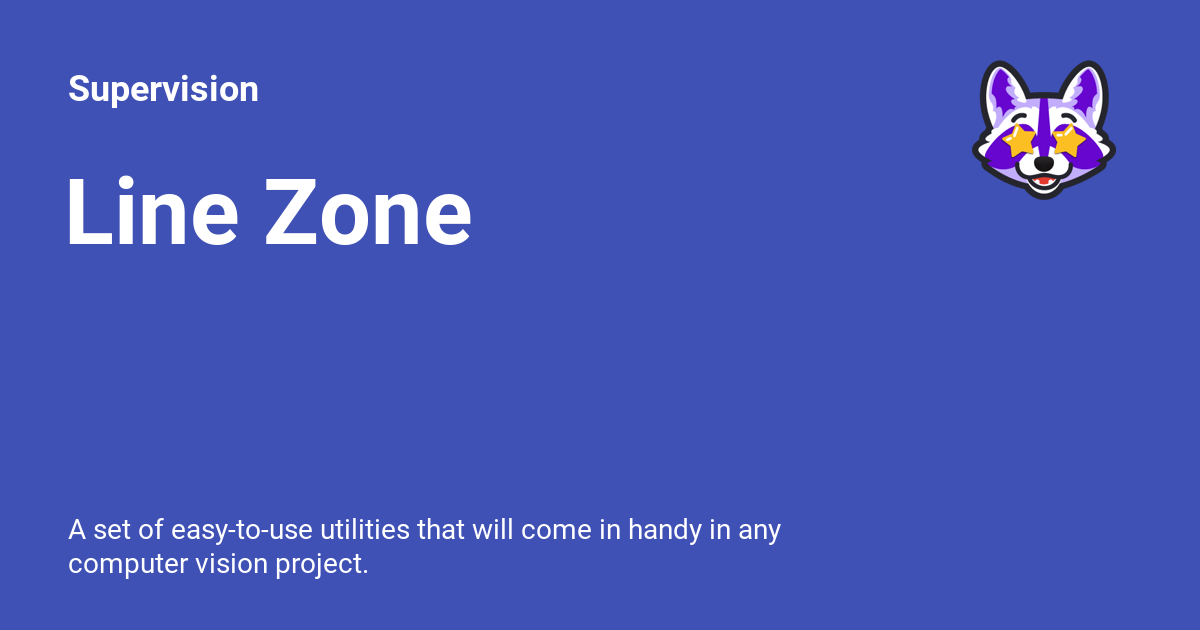 Supervision
Line Zone
A set of easy-to-use utilities that will come in handy in any
computer vision project.